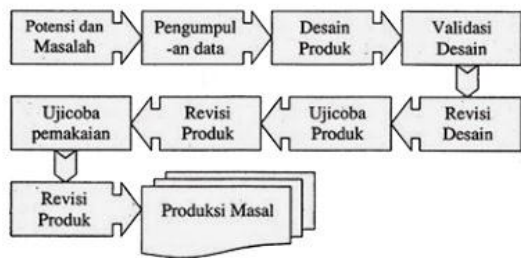 Potensi dan
Masalah
Pengumpul
-an data
Desain
Produk
Validasi
Desain
Revisi
Desain
Ujicoba
Produk
Revisi
Produk
Ujicoba
pemakaian
Revisi
Produk
Produksi Masal